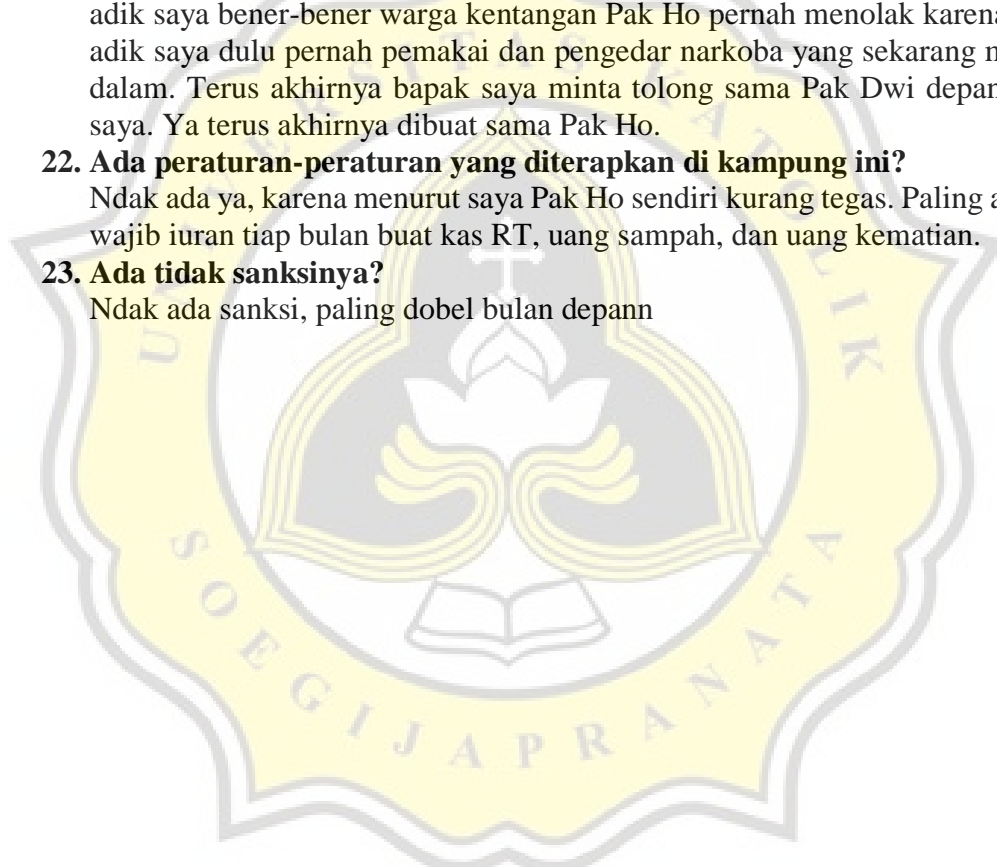 adik saya bener-bener warga kentangan Pak Ho pernah menolak karena
adik saya dulu pernah pemakai dan pengedar narkoba yang sekarang
dalam. Terus akhirnya bapak saya minta tolong sama Pak Dwi depan
saya. Ya terus akhirnya dibuat sama Pak Ho.
22. Ada peraturan-peraturan yang diterapkan di kampung ini?
Ndak ada ya, karena menurut saya Pak Ho sendiri kurang tegas. Paling
wajib iuran tiap bulan buat kas RT, uang sampah, dan uang kematian.
23. Ada tidak sanksinya?
Ndak ada sanksi, paling dobel bulan depann
UNIVERSITAS KATOLIK
SOEGIJAPRANATA